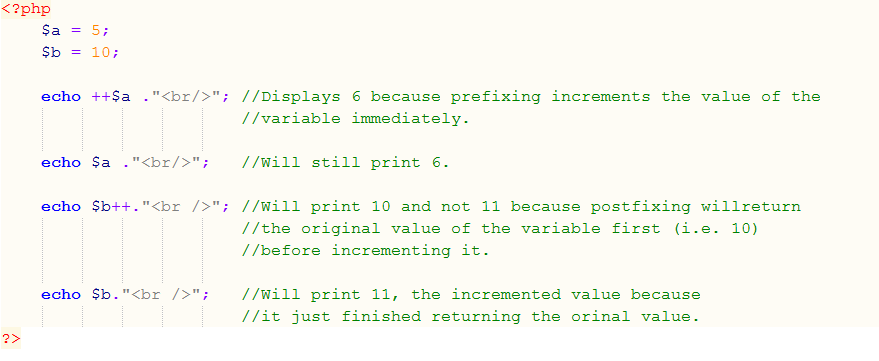 <?php
$a = 5;
$b = 10;
echo ++$a ."<br/>"; //Displays 6 because prefixing increments the value of the
//variable immediately.
echo $a ."<br/>"; //Will still print 6.
echo $b++."<br />"; //Will print 10 and not 11 because postfixing willreturn
//the original value of the variable first (i.e. 10)
//before incrementing it.
echo $b."<br />"; //Will print 11, the incremented value because
//it just finished returning the orinal value.
?>